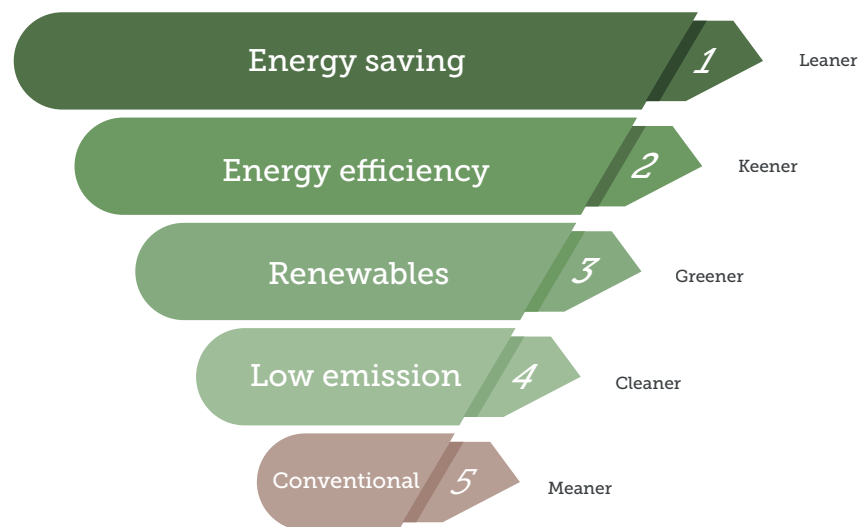 Energy saving 1 Leaner
Energy efficiency 2 Keener
Renewables 3 Greener
Low emission 4 Cleaner
Conventional 5 Meaner